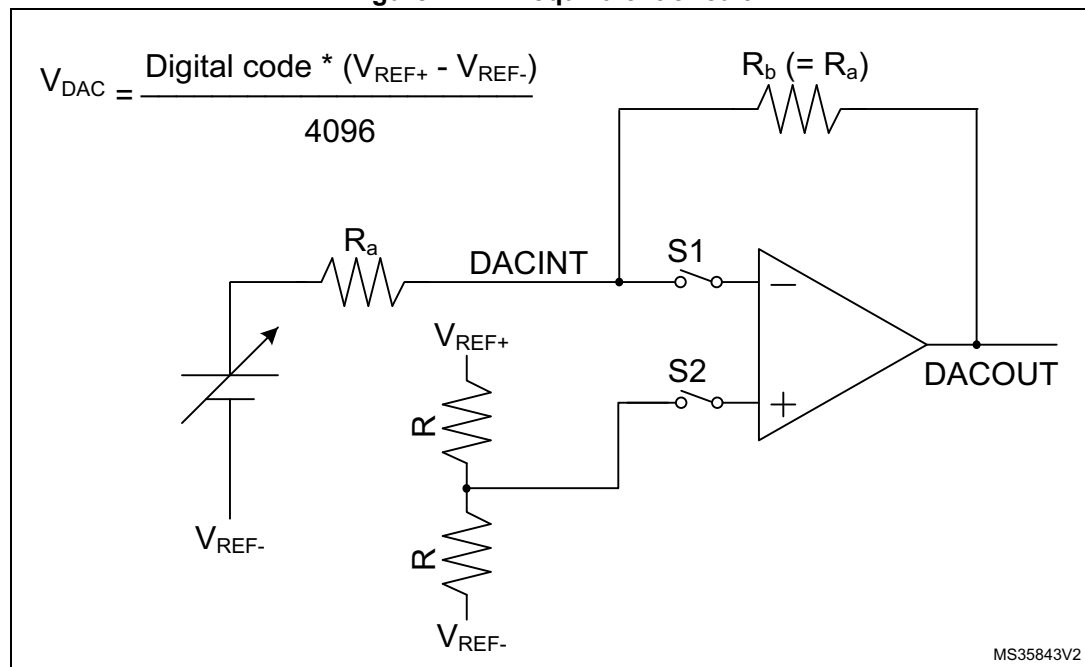 V_DAC = Digital code * (V_REF+ - V_REF-)
4096
R_b (= R_a)
R_a
DACINT
S1
−
V_REF+
S2
DACOUT
+
R
V_REF-
R
V_REF-
MS35843V2